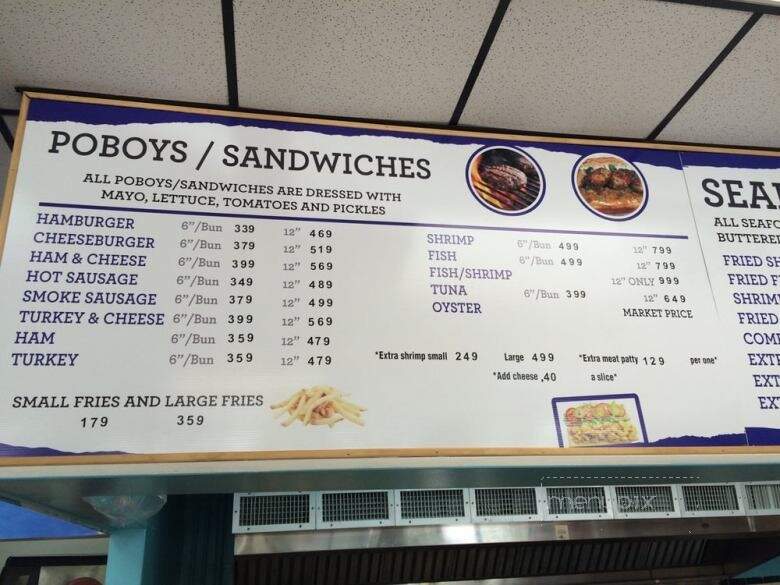 POBOYS / SANDWICHES
ALL POBOYS/SANDWICHES ARE DRESSED WITH
MAYO, LETTUCE, TOMATOES AND PICKLES
HAMBURGER 6"/Bun 339 12" 469
CHEESEBURGER 6"/Bun 379 12" 519
HAM & CHEESE 6"/Bun 399 12" 569
HOT SAUSAGE 6"/Bun 349 12" 489
SMOKE SAUSAGE 6"/Bun 379 12" 499
TURKEY & CHEESE 6"/Bun 399 12" 569
HAM 6"/Bun 359 12" 479
TURKEY 6"/Bun 359 12" 479
SMALL FRIES AND LARGE FRIES
179 359
SHRIMP 6"/Bun 499 12" 799
FISH 6"/Bun 499 12" 799
FISH/SHRIMP 12" ONLY 999
TUNA 6"/Bun 399 12" 649
OYSTER MARKET PRICE
*Extra shrimp small 249 Large 499 *Extra meat patty 129 per one*
*Add cheese .40 a slice*
SEA
ALL SEAFO
BUTTERE
FRIED SH
FRIED F
SHRIM
FRIED
COM
EXT
EXT
EX
menupix